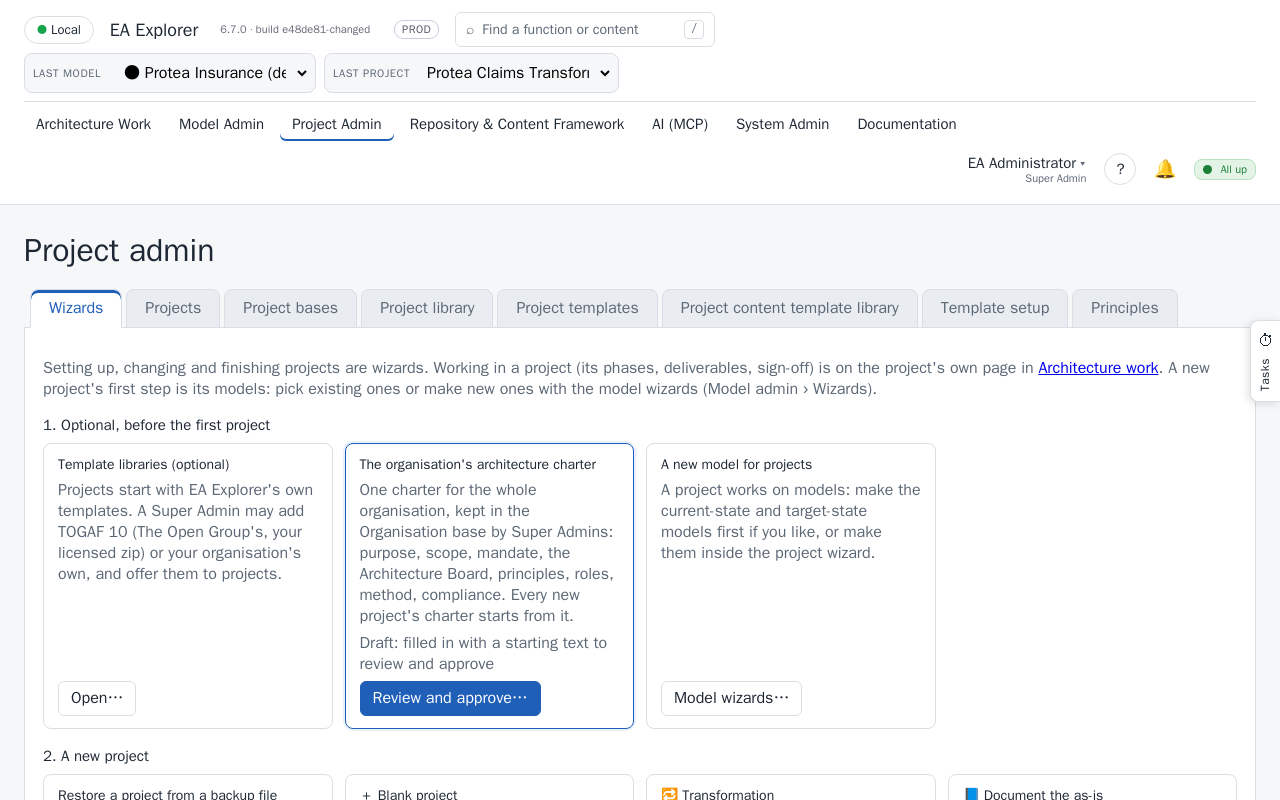 Local
EA Explorer
6.7.0 · build e48de81-changed
PROD
Find a function or content
/
LAST MODEL
Protea Insurance (de
LAST PROJECT
Protea Claims Transforı
Architecture Work
Model Admin
Project Admin
Repository & Content Framework
AI (MCP)
System Admin
Documentation
EA Administrator ▾
Super Admin
?
All up
Project admin
Wizards
Projects
Project bases
Project library
Project templates
Project content template library
Template setup
Principles
Tasks
Setting up, changing and finishing projects are wizards. Working in a project (its phases, deliverables, sign-off) is on the project's own page in Architecture work. A new
project's first step is its models: pick existing ones or make new ones with the model wizards (Model admin › Wizards).
1. Optional, before the first project
Template libraries (optional)
Projects start with EA Explorer's own
templates. A Super Admin may add
TOGAF 10 (The Open Group's, your
licensed zip) or your organisation's
own, and offer them to projects.
Open…
The organisation's architecture charter
One charter for the whole
organisation, kept in the
Organisation base by Super Admins:
purpose, scope, mandate, the
Architecture Board, principles, roles,
method, compliance. Every new
project's charter starts from it.
Draft: filled in with a starting text to
review and approve
Review and approve…
A new model for projects
A project works on models: make the
current-state and target-state
models first if you like, or make
them inside the project wizard.
Model wizards…
2. A new project
Restore a project from a backup file
+ Blank project
🔁 Transformation
📘 Document the as-is